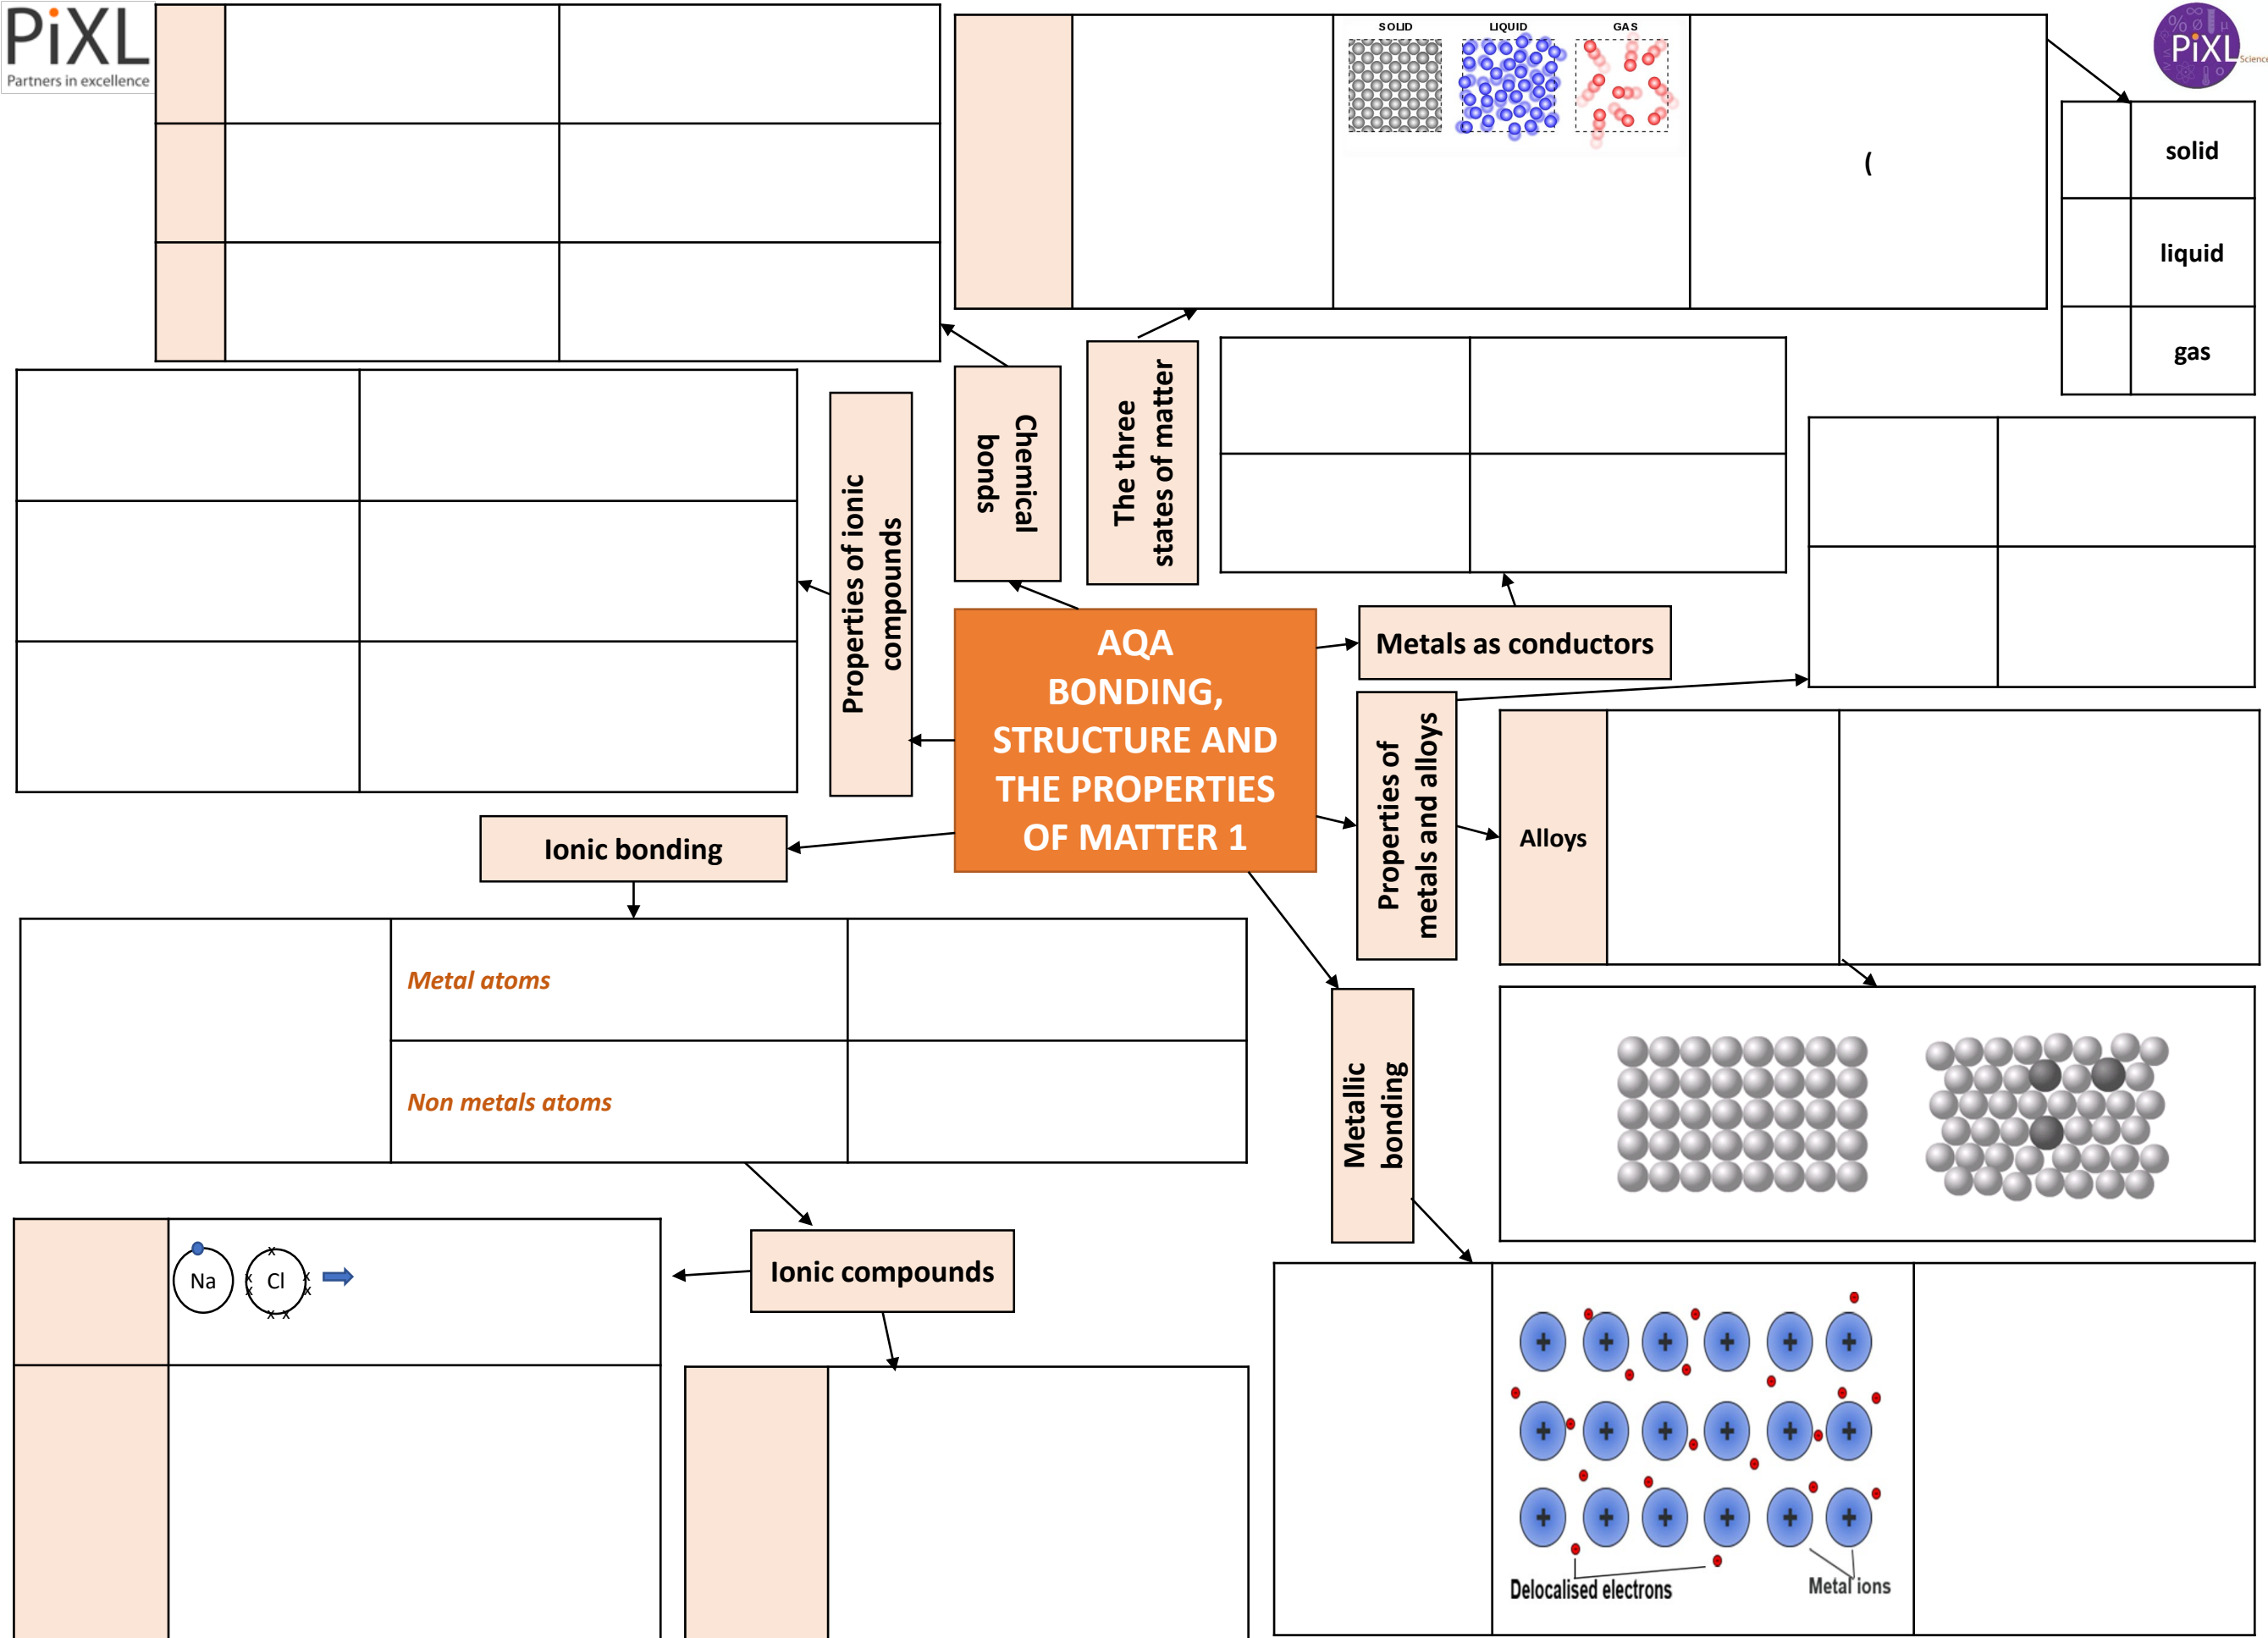 PiXL
Partners in excellence
SOLID
LIQUID
GAS
(
PiXL
Science
solid
liquid
gas
Chemical
bonds
The three
states of matter
Properties of ionic
compounds
AQA
BONDING,
STRUCTURE AND
THE PROPERTIES
OF MATTER 1
Metals as conductors
Properties of
metals and alloys
Alloys
Ionic bonding
Metal atoms
Non metals atoms
Metallic
bonding
Ionic compounds
Na
Cl
x
x
x
x
x
x x
+ + + + + +
+ + + + + +
+ + + + + +
Delocalised electrons
Metal ions